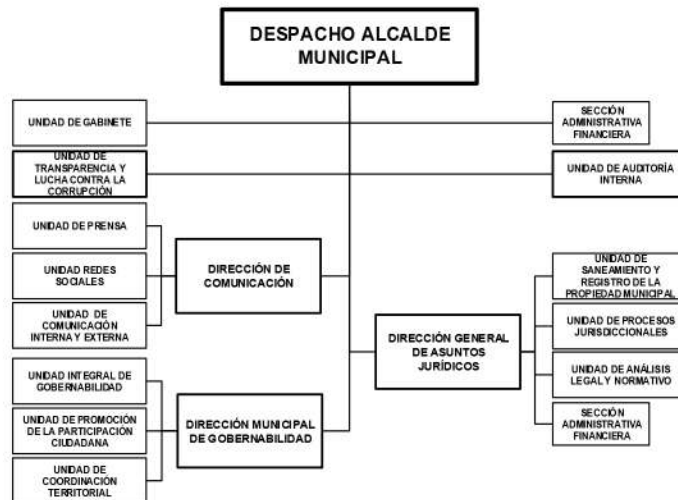 DESPACHO ALCALDE
MUNICIPAL
UNIDAD DE GABINETE
SECCIÓN
ADMINISTRATIVA
FINANCIERA
UNIDAD DE
TRANSPARENCIA Y
LUCHA CONTRA LA
CORRUPCIÓN
UNIDAD DE AUDITORÍA
INTERNA
UNIDAD DE PRENSA
UNIDAD REDES
SOCIALES
UNIDAD DE
COMUNICACIÓN
INTERNA Y EXTERNA
DIRECCIÓN DE
COMUNICACIÓN
UNIDAD DE
SANEAMIENTO Y
REGISTRO DE LA
PROPIEDAD MUNICIPAL
UNIDAD DE PROCESOS
JURISDICCIONALES
UNIDAD DE ANÁLISIS
LEGAL Y NORMATIVO
SECCIÓN
ADMINISTRATIVA
FINANCIERA
DIRECCIÓN GENERAL
DE ASUNTOS
JURÍDICOS
UNIDAD INTEGRAL DE
GOBERNABILIDAD
UNIDAD DE PROMOCIÓN
DE LA PARTICIPACIÓN
CIUDADANA
UNIDAD DE
COORDINACIÓN
TERRITORIAL
DIRECCIÓN MUNICIPAL
DE GOBERNABILIDAD